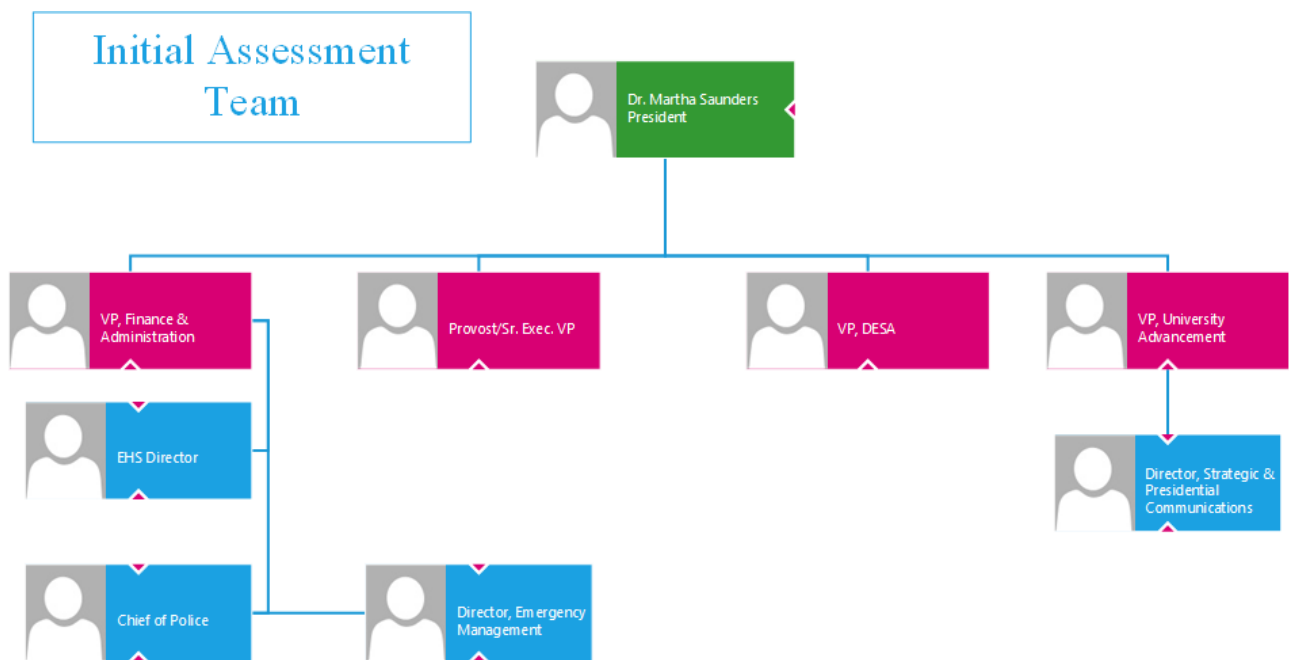 Initial Assessment
Team
Dr. Martha Saunders
President
VP, Finance &
Administration
Provost/Sr. Exec. VP
VP, DESA
VP, University
Advancement
EHS Director
Director, Strategic &
Presidential
Communications
Chief of Police
Director, Emergency
Management